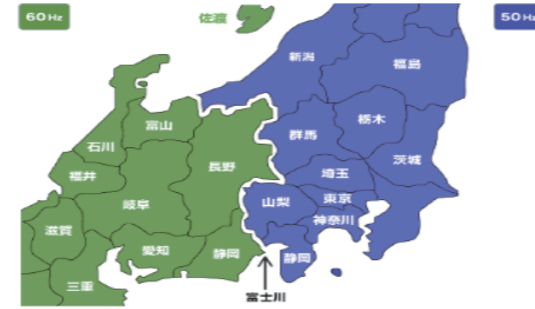 60Hz
佐渡
50Hz
新潟
福島
富山
群馬
栃木
石川
長野
茨城
福井
埼玉
岐阜
山梨
東京
神奈川
滋賀
愛知
静岡
静岡
三重
富士川